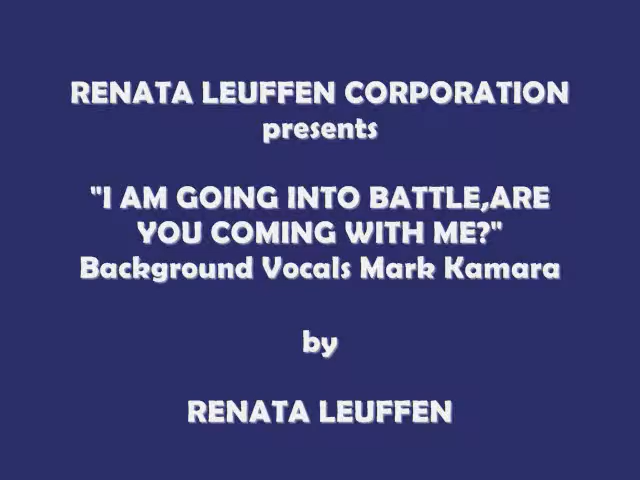 RENATA LEUFFEN CORPORATION
presents
"I AM GOING INTO BATTLE,ARE
YOU COMING WITH ME?"
Background Vocals Mark Kamara
by
RENATA LEUFFEN